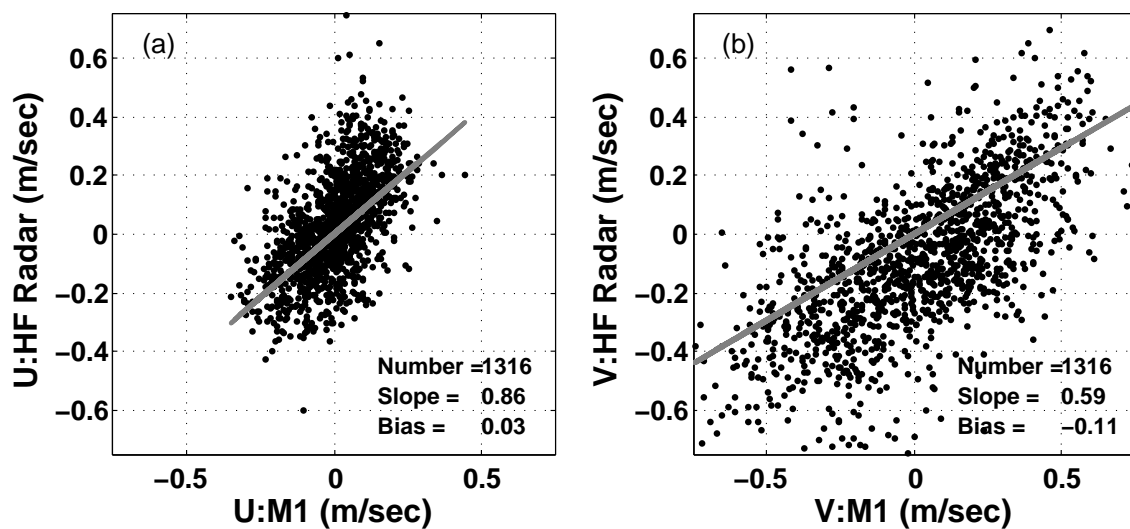 (a)
U:HF Radar (m/sec)
0.6
0.4
0.2
0
−0.2
−0.4
−0.6
Number =1316
Slope = 0.86
Bias = 0.03
−0.5 0 0.5
U:M1 (m/sec)
(b)
V:HF Radar (m/sec)
0.6
0.4
0.2
0
−0.2
−0.4
−0.6
Number =1316
Slope = 0.59
Bias = −0.11
−0.5 0 0.5
V:M1 (m/sec)